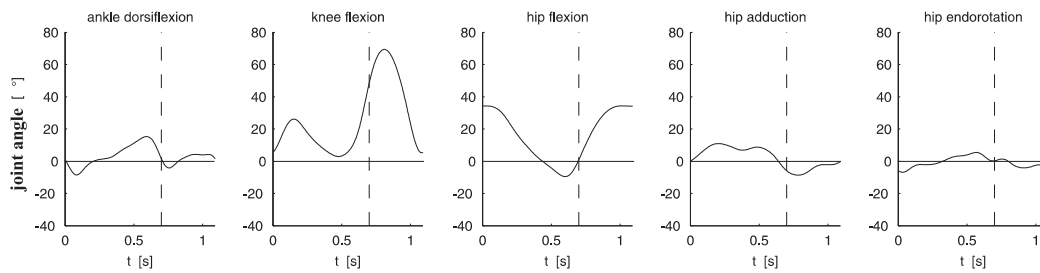 ankle dorsiflexion knee flexion hip flexion hip adduction hip endorotation
80 80 80 80 80
60 60 60 60 60
40 40 40 40 40
20 20 20 20 20
0 0 0 0 0
-20 -20 -20 -20 -20
-40 -40 -40 -40 -40
joint angle [ °]
0 0.5 1 0 0.5 1 0 0.5 1 0 0.5 1 0 0.5 1
t [s] t [s] t [s] t [s] t [s]